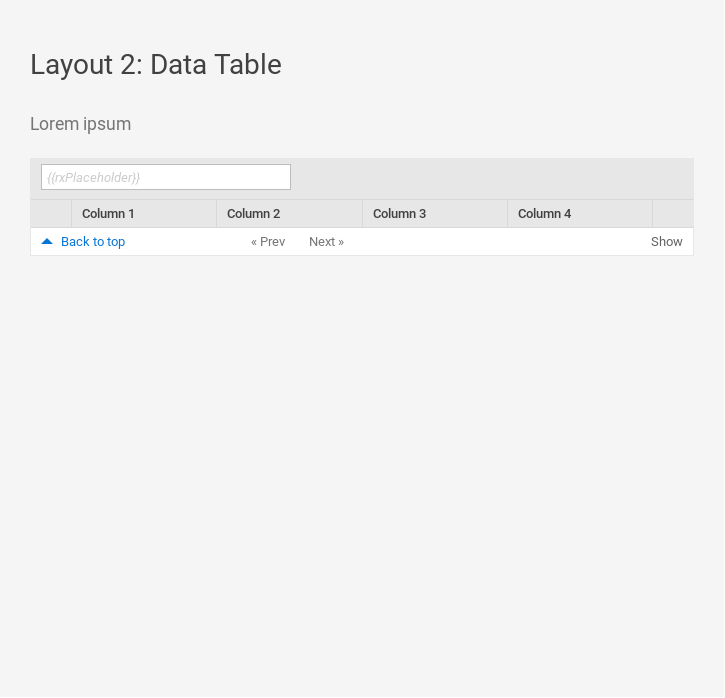 Layout 2: Data Table
Lorem ipsum
{{rxPlaceholder}}
Column 1 Column 2 Column 3 Column 4
Back to top « Prev Next » Show